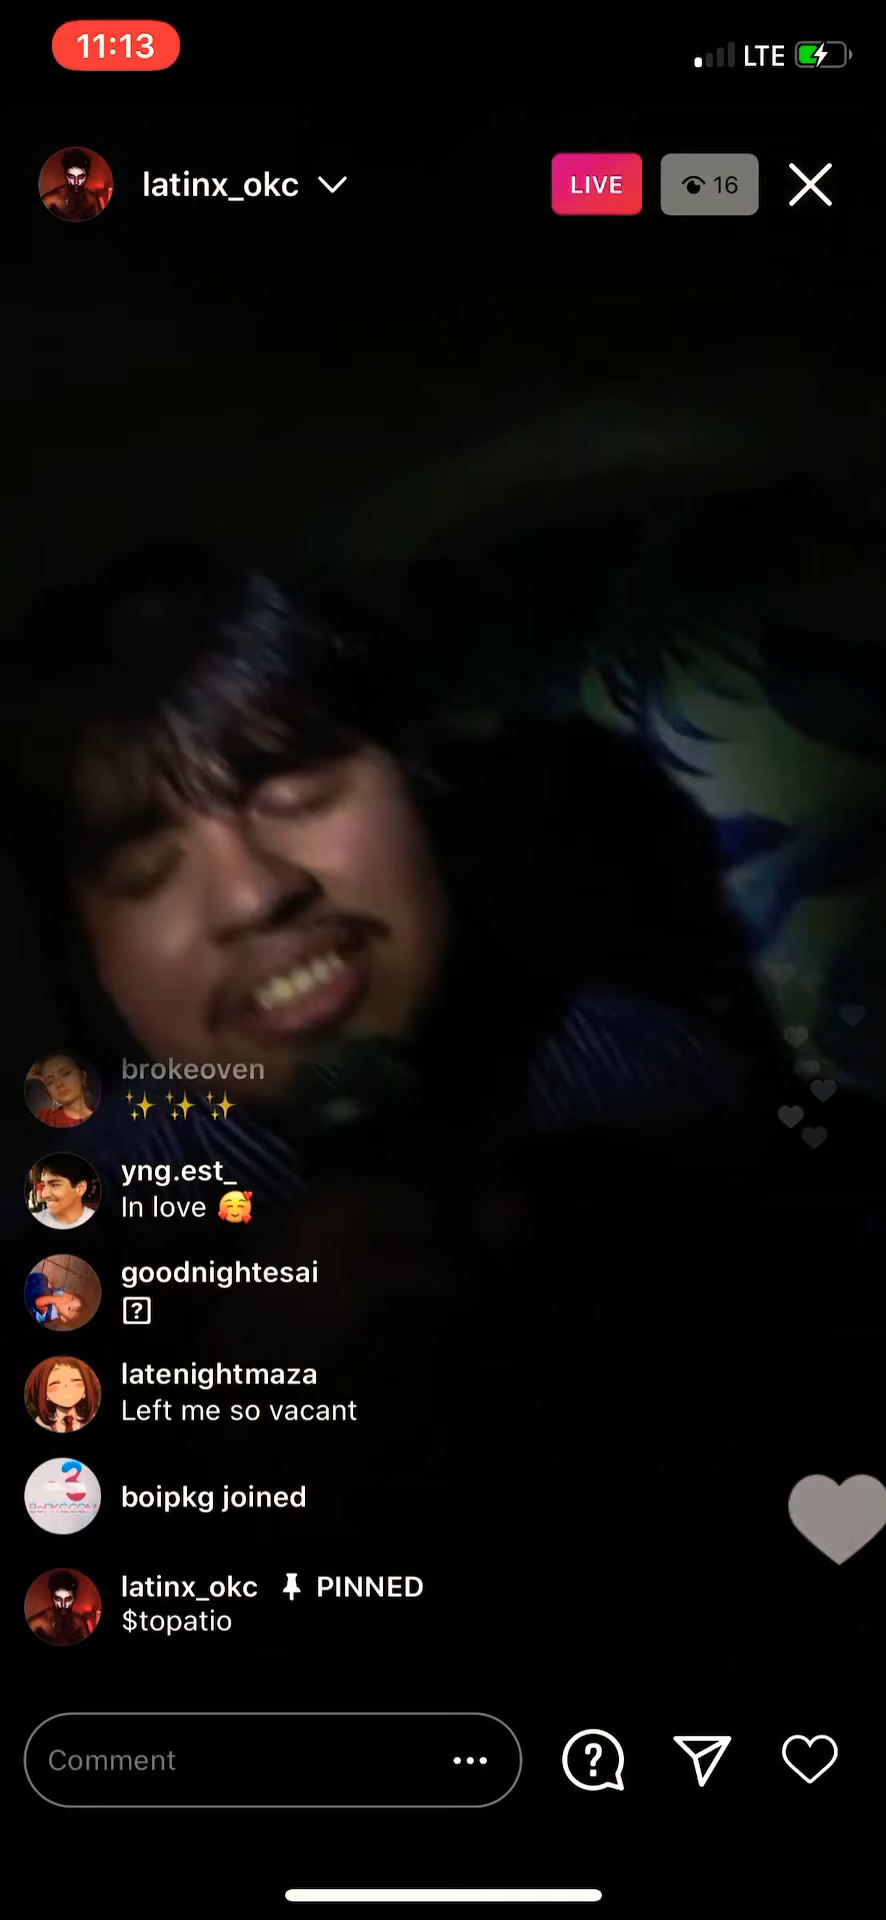 11:13
LTE
latinx_okc
LIVE
16
brokeoven
✨✨✨
yng.est_
In love 🥰
goodnightesai
latenightmaza
Left me so vacant
boipkg joined
latinx_okc PINNED
$topatio
Comment